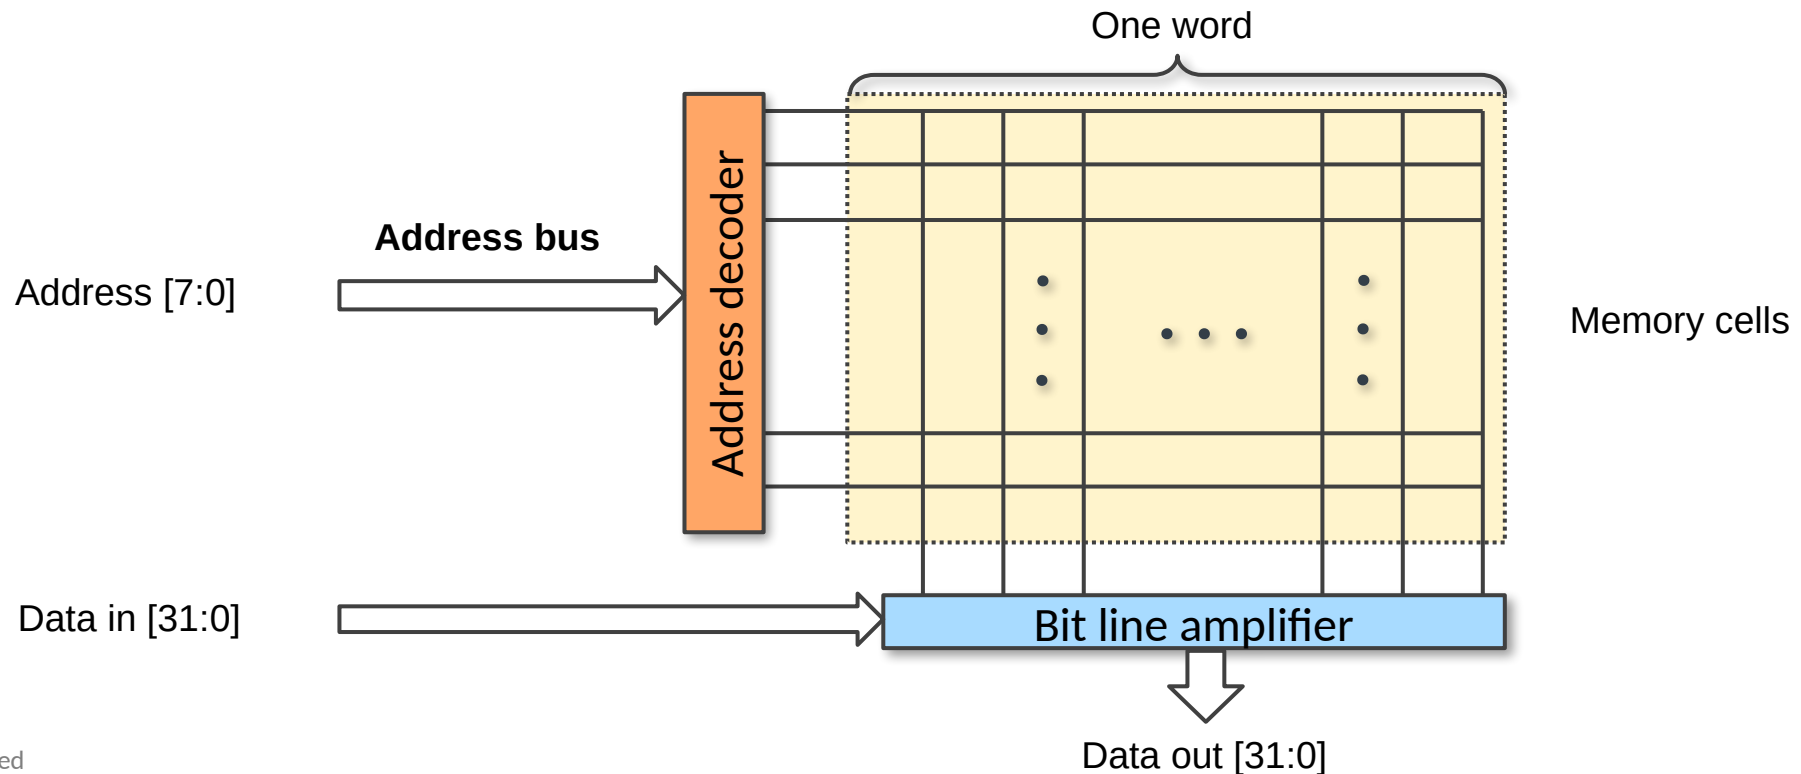 One word
Address decoder
Address bus
Address [7:0]
Memory cells
Data in [31:0]
Bit line amplifier
Data out [31:0]
ed